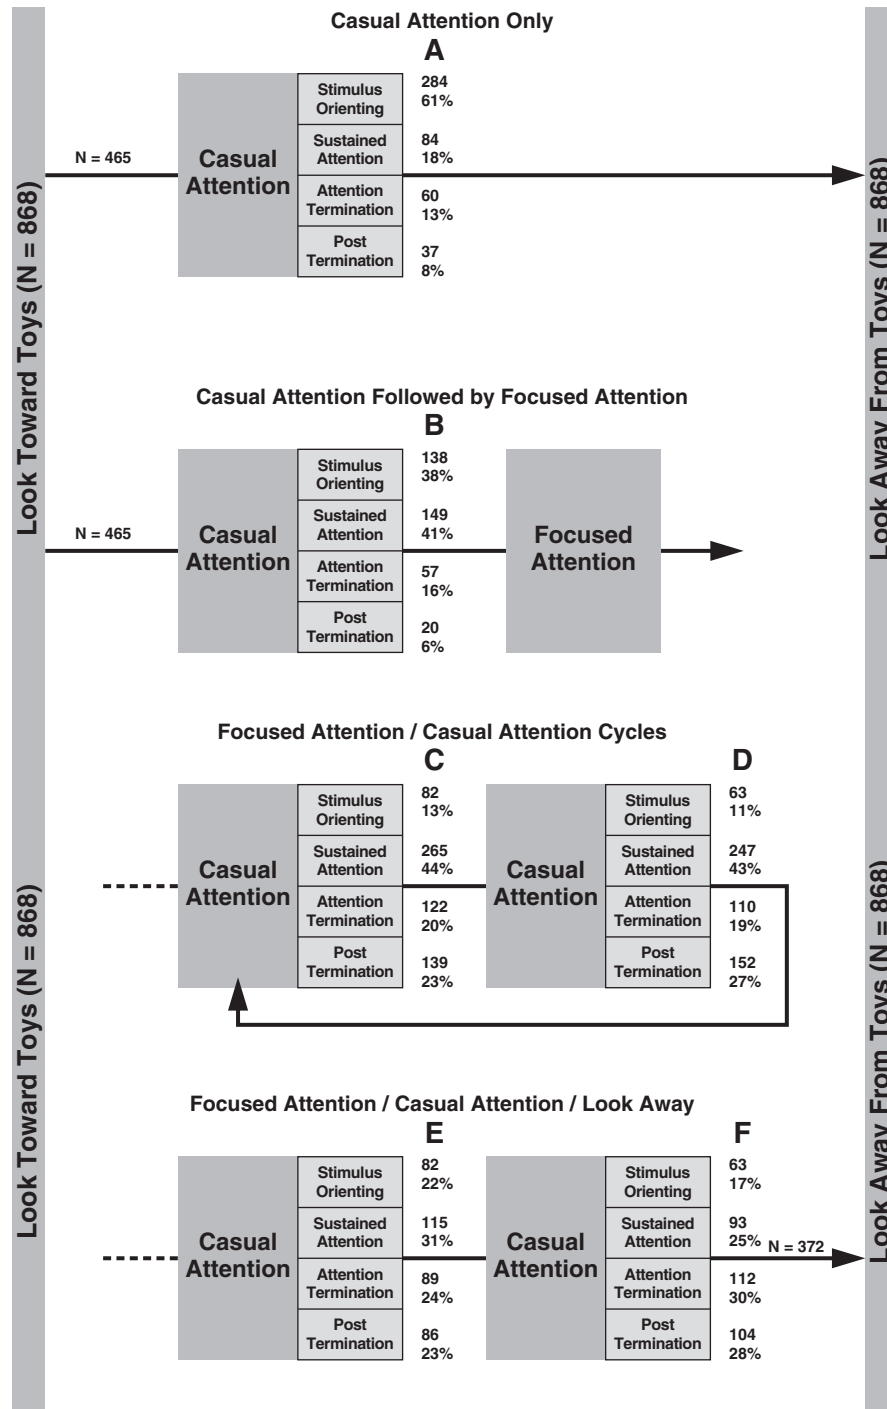 Casual Attention Only
A
Look Toward Toys (N = 868)
N = 465
Casual
Attention
Stimulus
Orienting
284
61%
Sustained
Attention
84
18%
Attention
Termination
60
13%
Post
Termination
37
8%
Look Away From Toys (N = 868)
Casual Attention Followed by Focused Attention
B
N = 465
Casual
Attention
Stimulus
Orienting
138
38%
Sustained
Attention
149
41%
Attention
Termination
57
16%
Post
Termination
20
6%
Focused
Attention
Focused Attention / Casual Attention Cycles
C
Look Toward Toys (N = 868)
Casual
Attention
Stimulus
Orienting
82
13%
Sustained
Attention
265
44%
Attention
Termination
122
20%
Post
Termination
139
23%
D
Casual
Attention
Stimulus
Orienting
63
11%
Sustained
Attention
247
43%
Attention
Termination
110
19%
Post
Termination
152
27%
Look Away From Toys (N = 868)
Focused Attention / Casual Attention / Look Away
E
Casual
Attention
Stimulus
Orienting
82
22%
Sustained
Attention
115
31%
Attention
Termination
89
24%
Post
Termination
86
23%
F
Casual
Attention
Stimulus
Orienting
63
17%
Sustained
Attention
93
25%
N = 372
Attention
Termination
112
30%
Post
Termination
104
28%